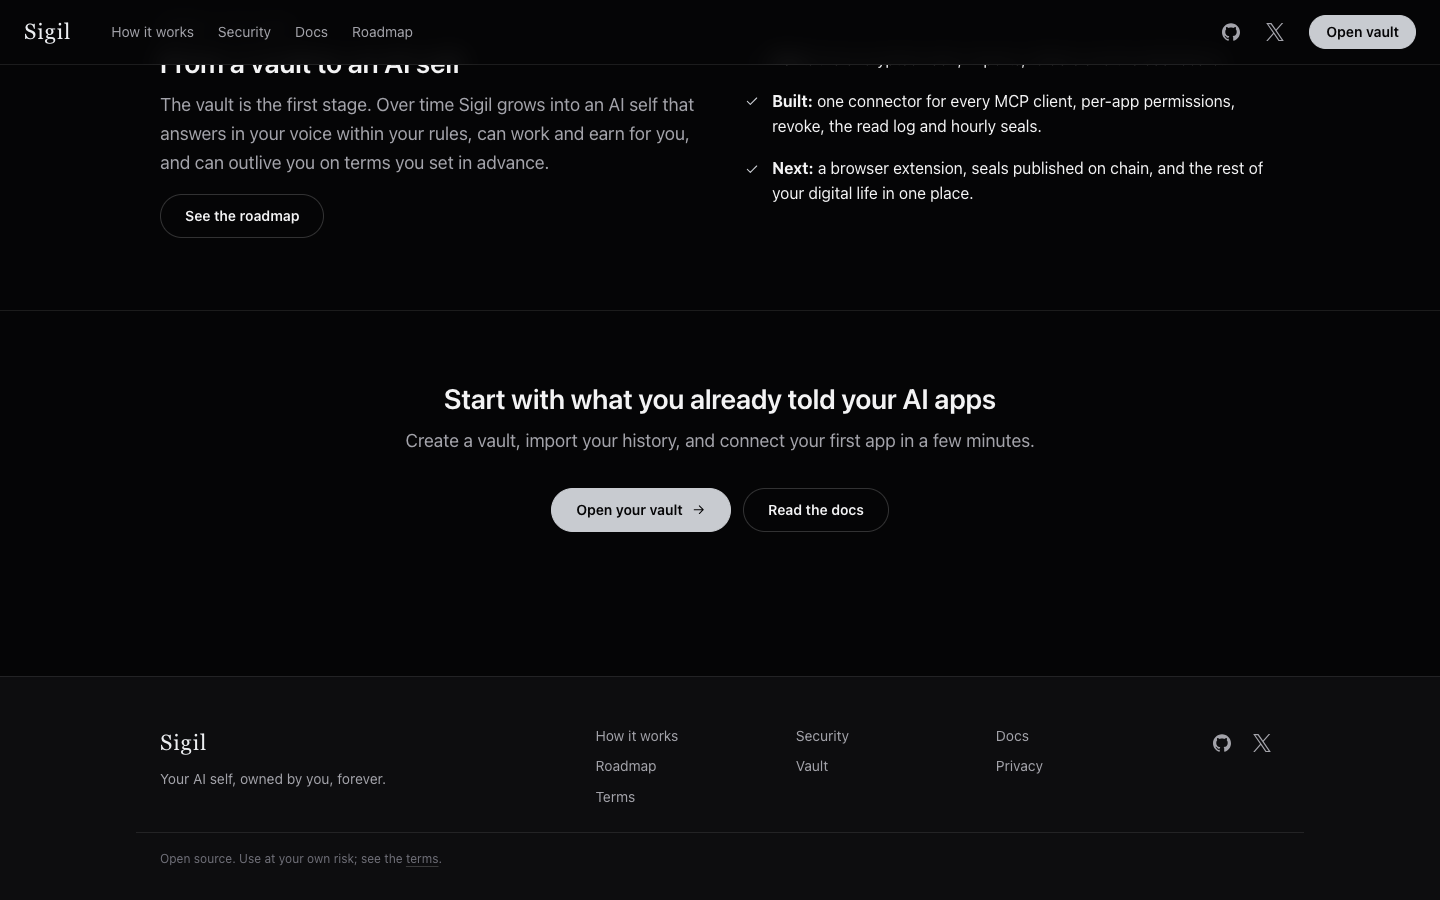 Sigil
How it works
Security
Docs
Roadmap
Open vault
From a vault to an AI self
The vault is the first stage. Over time Sigil grows into an AI self that
answers in your voice within your rules, can work and earn for you,
and can outlive you on terms you set in advance.
See the roadmap
Built: one connector for every MCP client, per-app permissions,
revoke, the read log and hourly seals.
Next: a browser extension, seals published on chain, and the rest of
your digital life in one place.
Start with what you already told your AI apps
Create a vault, import your history, and connect your first app in a few minutes.
Open your vault →
Read the docs
Sigil
Your AI self, owned by you, forever.
How it works
Security
Docs
Roadmap
Vault
Privacy
Terms
Open source. Use at your own risk; see the terms.